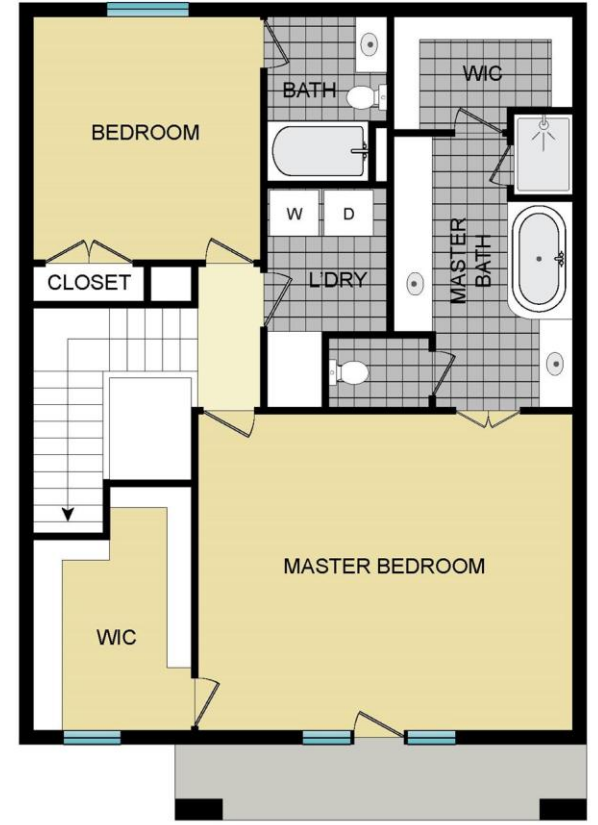 WIC
BATH
BEDROOM
W
D
MASTER
BATH
L'DRY
CLOSET
MASTER BEDROOM
WIC